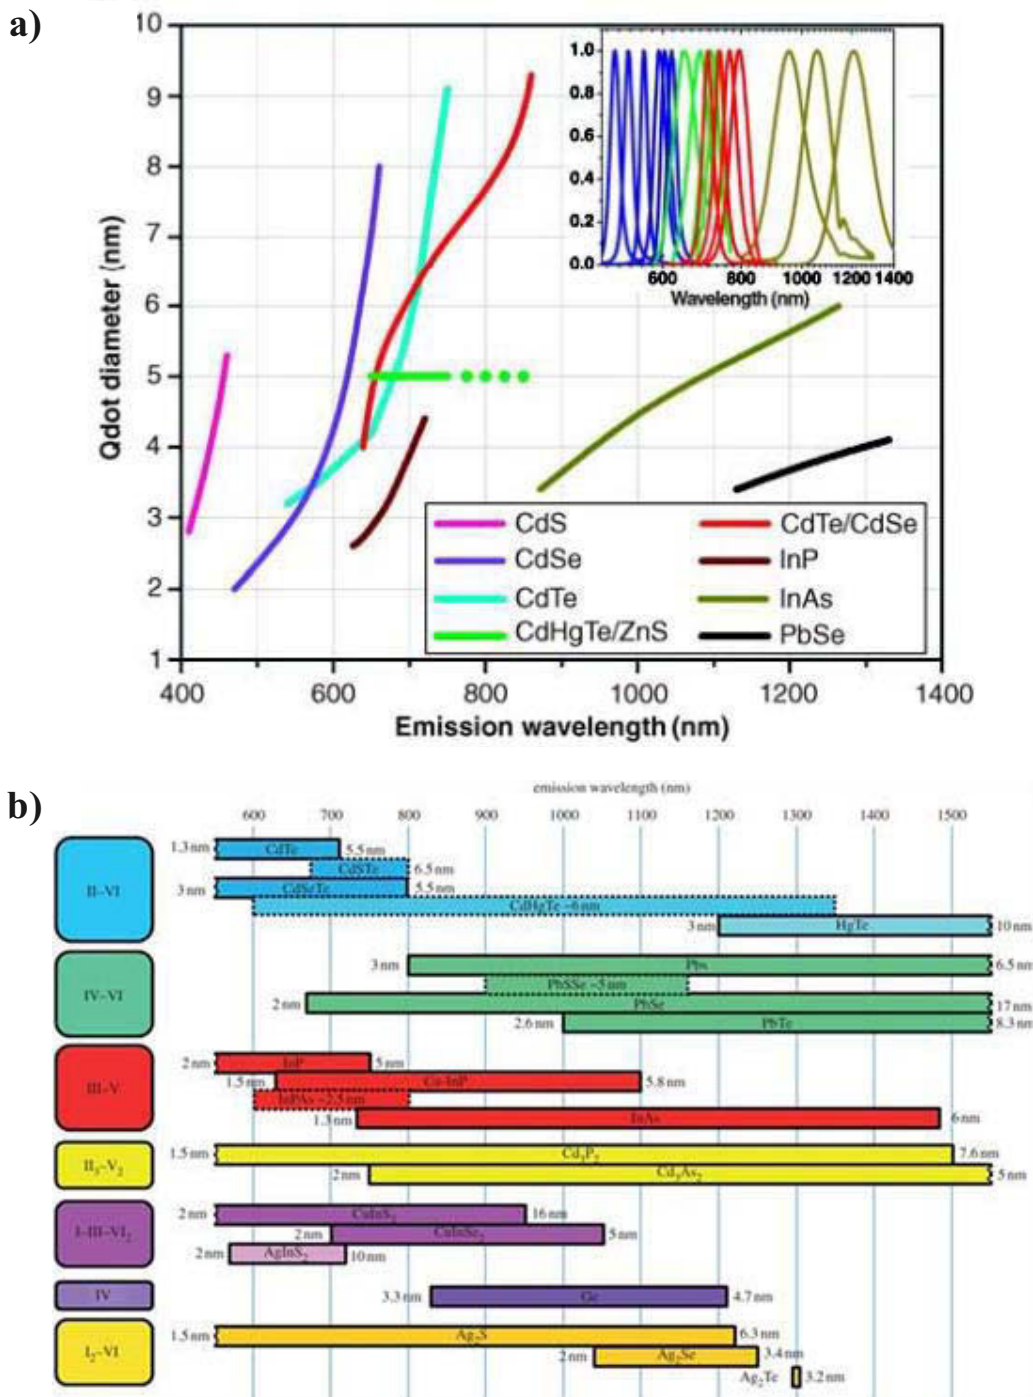 a)
10
9
8
7
6
5
4
3
2
1
Qdot diameter (nm)
400 600 800 1000 1200 1400
Emission wavelength (nm)
1.0
0.8
0.6
0.4
0.2
0.0
600 800 1000 1200 1400
Wavelength (nm)
CdS CdTe/CdSe
CdSe InP
CdTe InAs
CdHgTe/ZnS PbSe
b)
emission wavelength (nm)
600 700 800 900 1000 1100 1200 1300 1400 1500
II–VI
1.3 nm CdTe 5.5 nm
CdSTe 6.5 nm
3 nm CdSeTe 5.5 nm
CdHgTe ~6 nm
3 nm HgTe 10 nm
IV–VI
3 nm Pbs 6.5 nm
PbSSe ~5 nm
2 nm PbSe 17 nm
2.6 nm PbTe 8.3 nm
III–V
2 nm InP 5 nm
1.5 nm Cu-InP 5.8 nm
InPAs ~2.5nm
1.3 nm InAs 6 nm
II₃–V₂
1.5 nm Cd₃P₂ 7.6 nm
2 nm Cd₃As₂ 5 nm
I–III–VI₂
2 nm CuInS₂ 16 nm
2 nm CuInSe₂ 5 nm
2 nm AgInS₂ 10 nm
IV
3.3 nm Ge 4.7 nm
I₂–VI
1.5 nm Ag₂S 6.3 nm
2 nm Ag₂Se 3.4 nm
Ag₂Te 3.2 nm